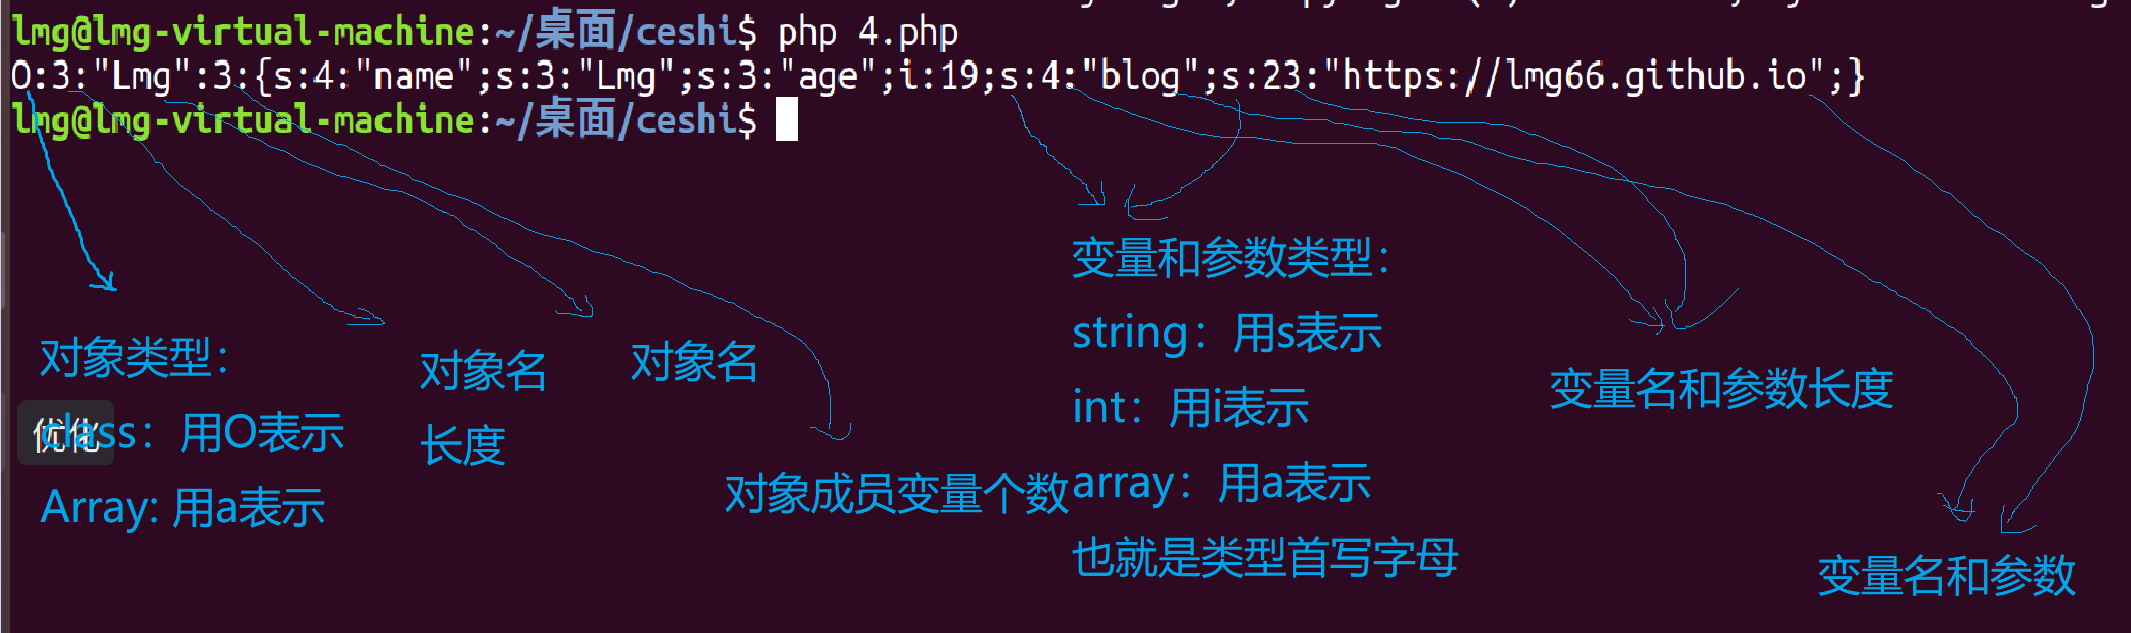 lmg@lmg-virtual-machine:~/桌面/ceshi$ php 4.php
O:3:"Lmg":3:{s:4:"name";s:3:"Lmg";s:3:"age";i:19;s:4:"blog";s:23:"https://lmg66.github.io";}
lmg@lmg-virtual-machine:~/桌面/ceshi$
对象类型：
class：用O表示
Array: 用a表示
优化
对象名
长度
对象名
对象成员变量个数
变量和参数类型：
string：用s表示
int：用i表示
array：用a表示
也就是类型首写字母
变量名和参数长度
变量名和参数